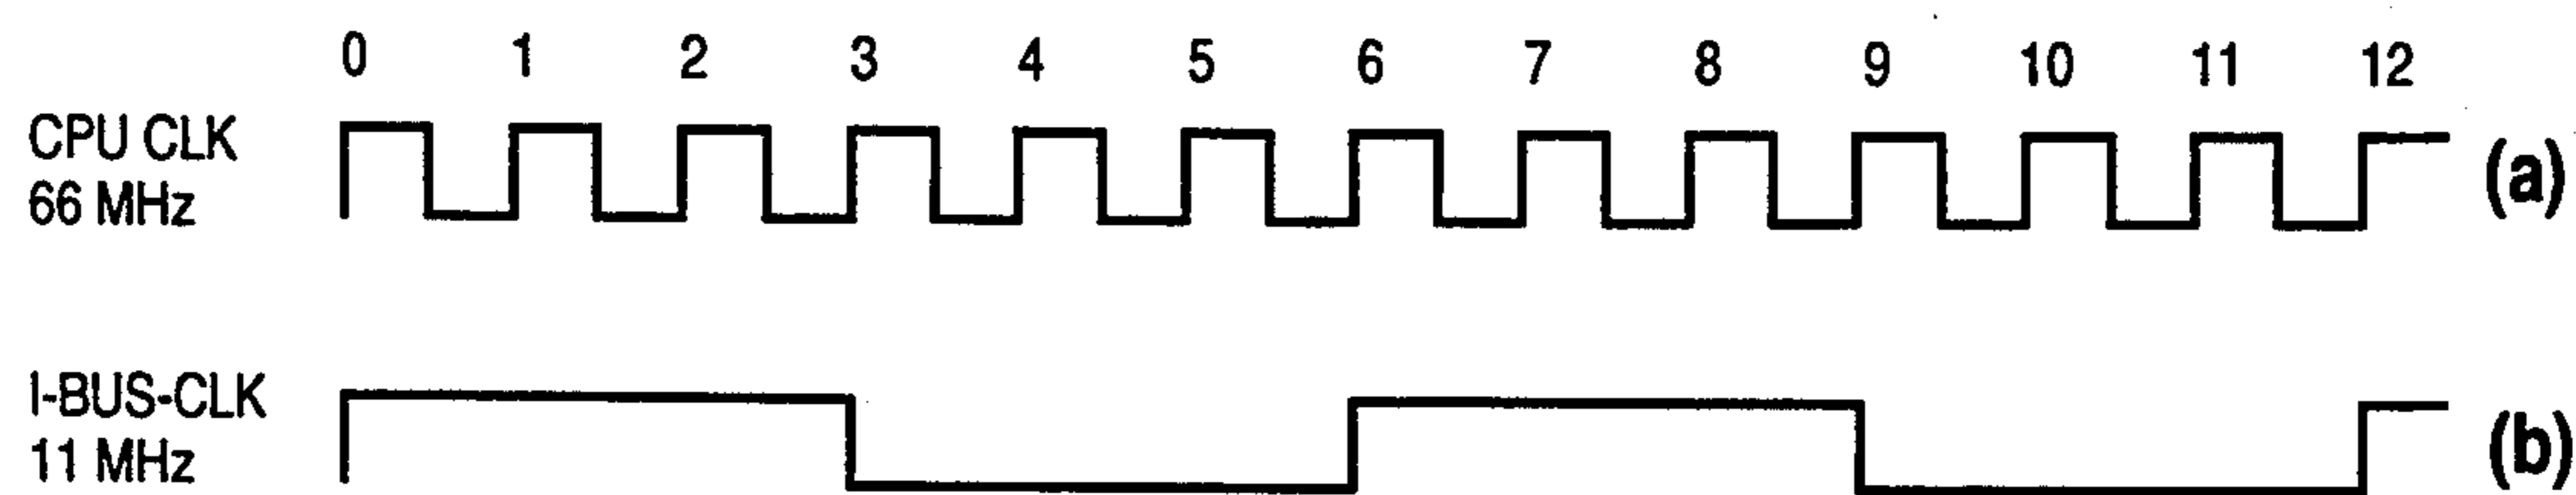 0 1 2 3 4 5 6 7 8 9 10 11 12
CPU CLK
66 MHz
(a)
I-BUS-CLK
11 MHz
(b)